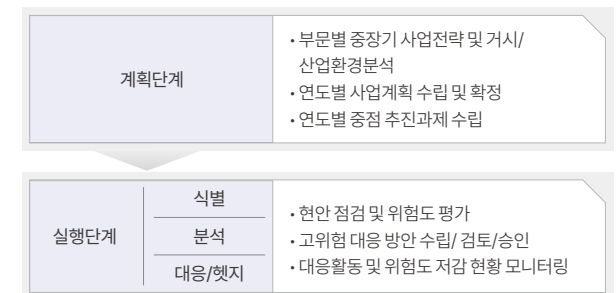 계획단계
• 부문별 중장기 사업전략 및 거시/
산업환경분석
• 연도별 사업계획 수립 및 확정
• 연도별 중점 추진과제 수립
실행단계
식별
분석
대응/헷지
• 현안 점검 및 위험도 평가
• 고위험 대응 방안 수립/ 검토/승인
• 대응활동 및 위험도 저감 현황 모니터링